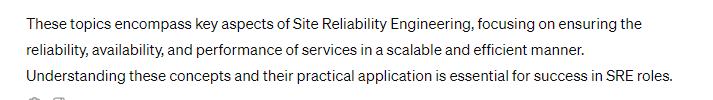 These topics encompass key aspects of Site Reliability Engineering, focusing on ensuring the
reliability, availability, and performance of services in a scalable and efficient manner.
Understanding these concepts and their practical application is essential for success in SRE roles.